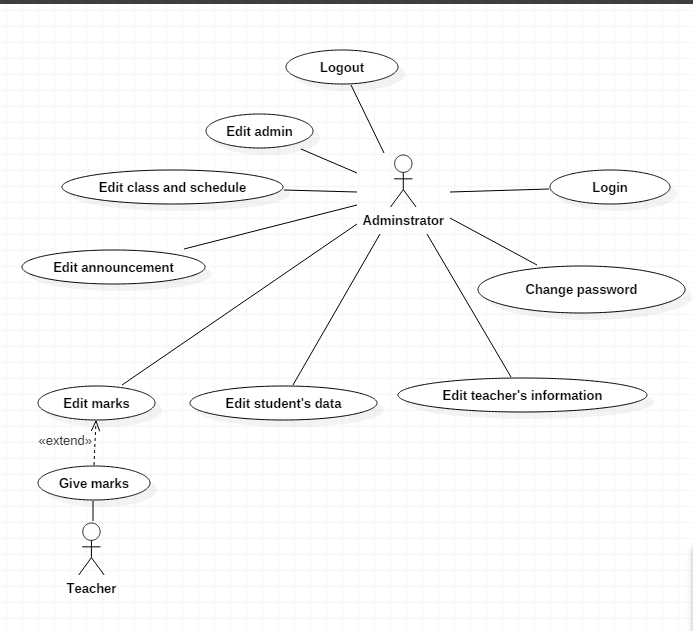 Logout
Edit admin
Edit class and schedule
Login
Adminstrator
Edit announcement
Change password
Edit marks
Edit student's data
Edit teacher's information
«extend»
Give marks
Teacher